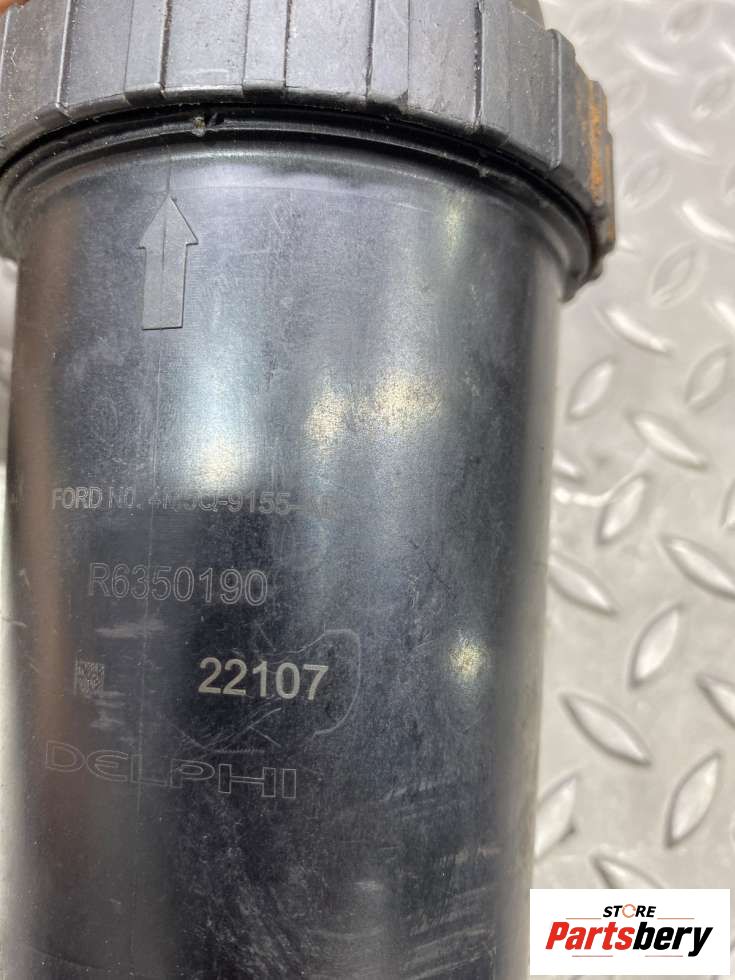 FORD NO. 4M5Q-9155-
R6350190
22107
DELPHI
STORE
Partsbery